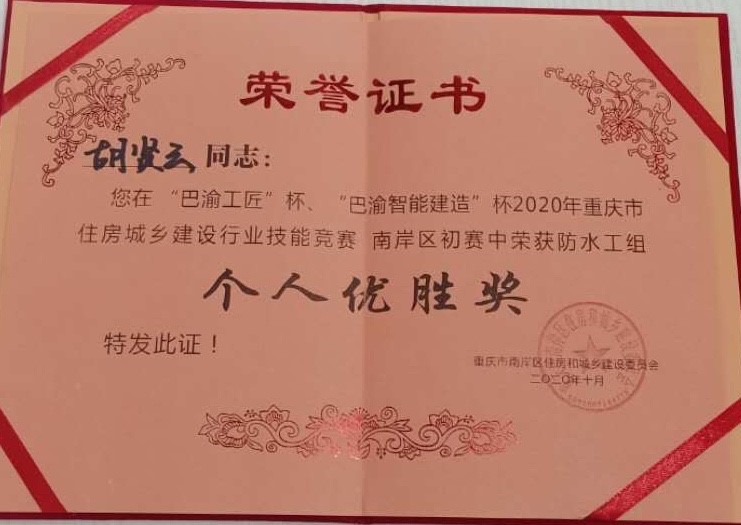 荣誉证书
胡贤云同志：
您在“巴渝工匠”杯、“巴渝智能建造”杯2020年重庆市
住房城乡建设行业技能竞赛 南岸区初赛中荣获防水工组
个人优胜奖
特发此证！
重庆市南岸区住房和城乡建设委员会
二〇二〇年十月